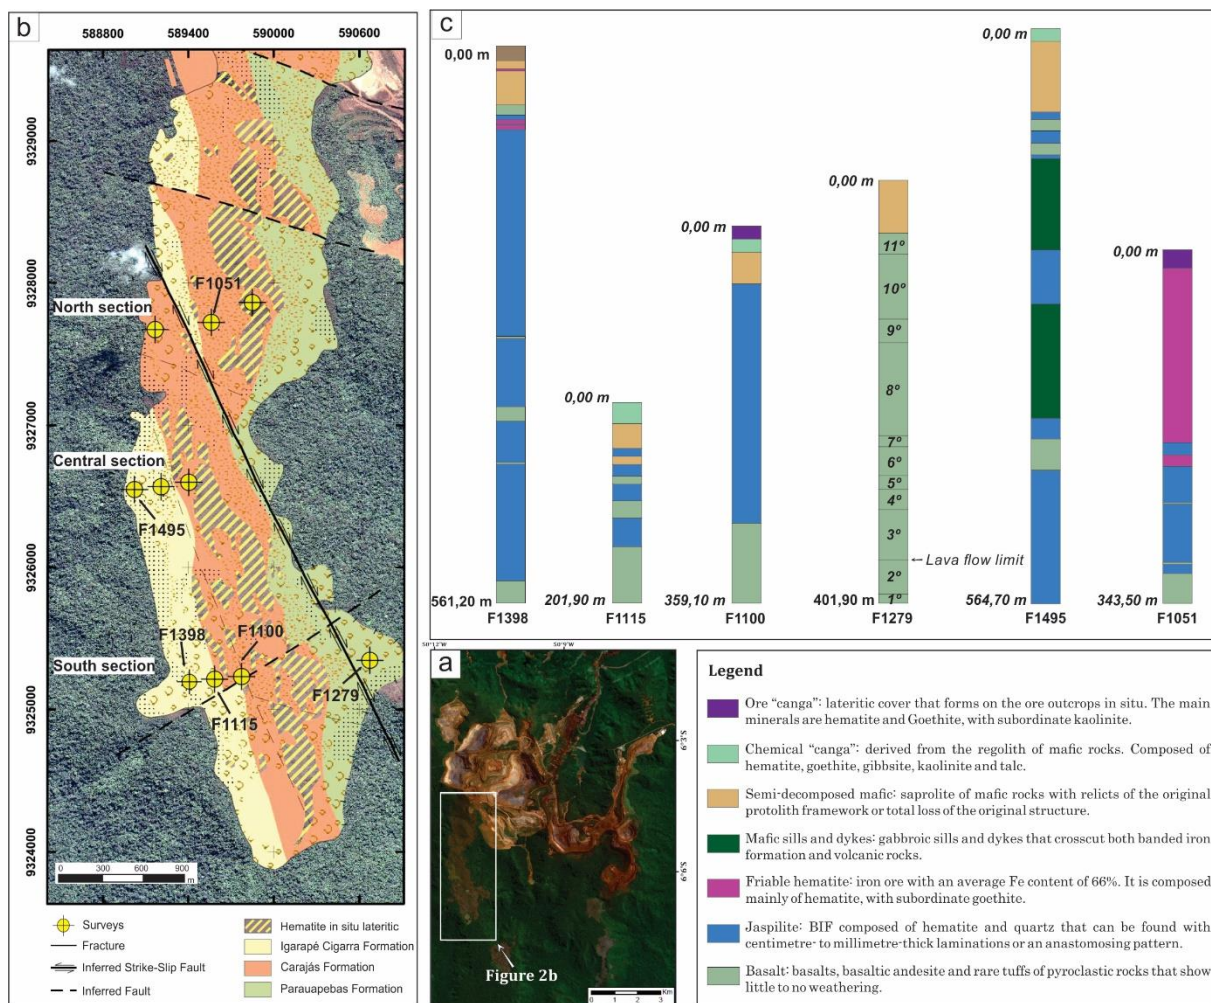 b
588800 589400 590000 590600
9329000
9328000
9327000
9326000
9325000
9324000
F1051
North section
Central section
F1495
F1398
F1100
South section
F1279
F1115
0 300 600 900
m
Surveys
Fracture
Inferred Strike-Slip Fault
Inferred Fault
Hematite in situ lateritic
Igarapé Cigarra Formation
Carajás Formation
Parauapebas Formation
c
0,00 m
561,20 m
F1398
0,00 m
201,90 m
F1115
0,00 m
359,10 m
F1100
0,00 m
11º
10º
9º
8º
7º
6º
5º
4º
3º
2º
1º
Lava flow limit
401,90 m
F1279
0,00 m
564,70 m
F1495
0,00 m
343,50 m
F1051
a
50°12'W 50°9'W
Figure 2b
0 1 2 3
Km
Legend
Ore “canga”: lateritic cover that forms on the ore outcrops in situ. The main
minerals are hematite and Goethite, with subordinate kaolinite.
Chemical “canga”: derived from the regolith of mafic rocks. Composed of
hematite, goethite, gibbsite, kaolinite and talc.
Semi-decomposed mafic: saprolite of mafic rocks with relicts of the original
protolith framework or total loss of the original structure.
Mafic sills and dykes: gabbroic sills and dykes that crosscut both banded iron
formation and volcanic rocks.
Friable hematite: iron ore with an average Fe content of 66%. It is composed
mainly of hematite, with subordinate goethite.
Jaspilite: BIF composed of hematite and quartz that can be found with
centimetre- to millimetre-thick laminations or an anastomosing pattern.
Basalt: basalts, basaltic andesite and rare tuffs of pyroclastic rocks that show
little to no weathering.